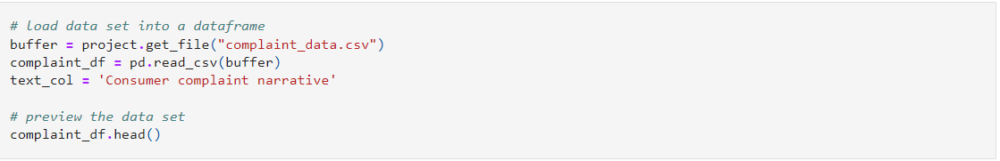 # load data set into a dataframe
buffer = project.get_file("complaint_data.csv")
complaint_df = pd.read_csv(buffer)
text_col = 'Consumer complaint narrative'

# preview the data set
complaint_df.head()